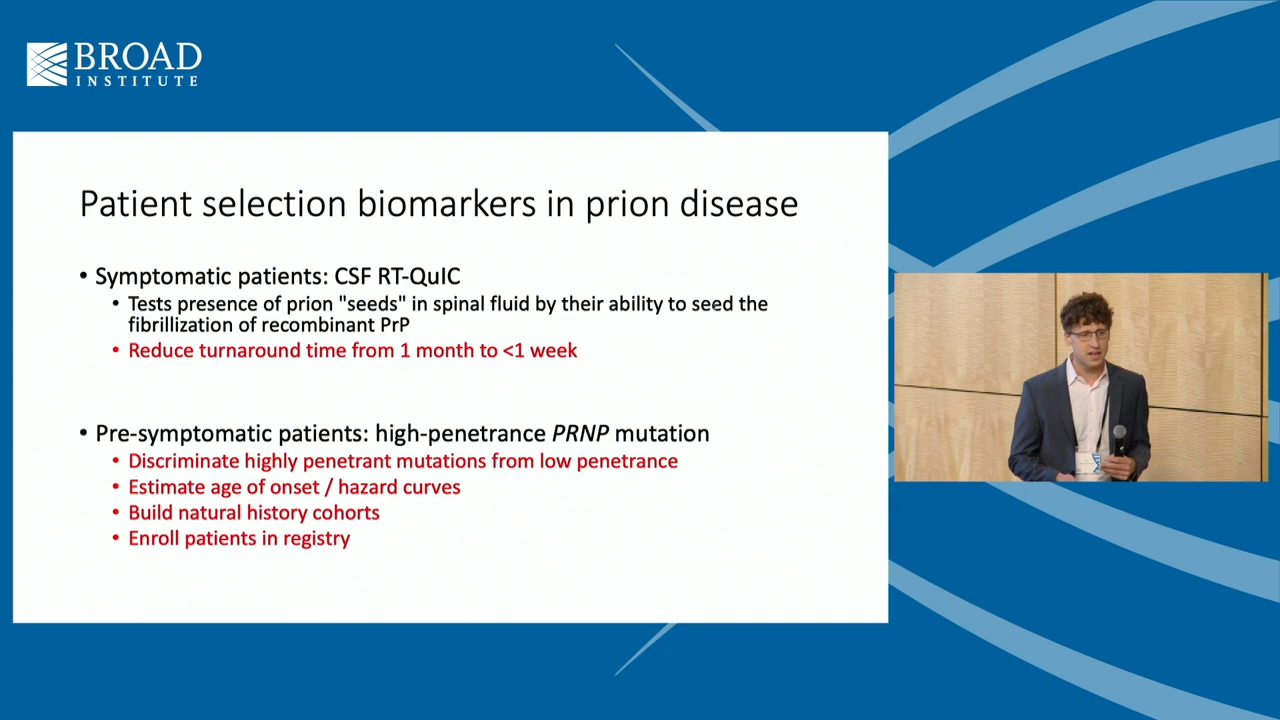 BROAD
INSTITUTE
Patient selection biomarkers in prion disease
• Symptomatic patients: CSF RT-QuIC
• Tests presence of prion "seeds" in spinal fluid by their ability to seed the
fibrillization of recombinant PrP
• Reduce turnaround time from 1 month to <1 week
• Pre-symptomatic patients: high-penetrance PRNP mutation
• Discriminate highly penetrant mutations from low penetrance
• Estimate age of onset / hazard curves
• Build natural history cohorts
• Enroll patients in registry